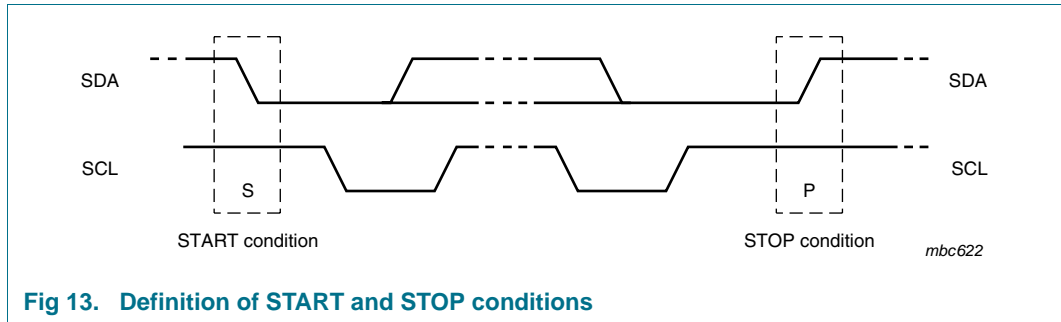 SDA SDA
SCL SCL
S P
START condition STOP condition
mbc622
Fig 13. Definition of START and STOP conditions